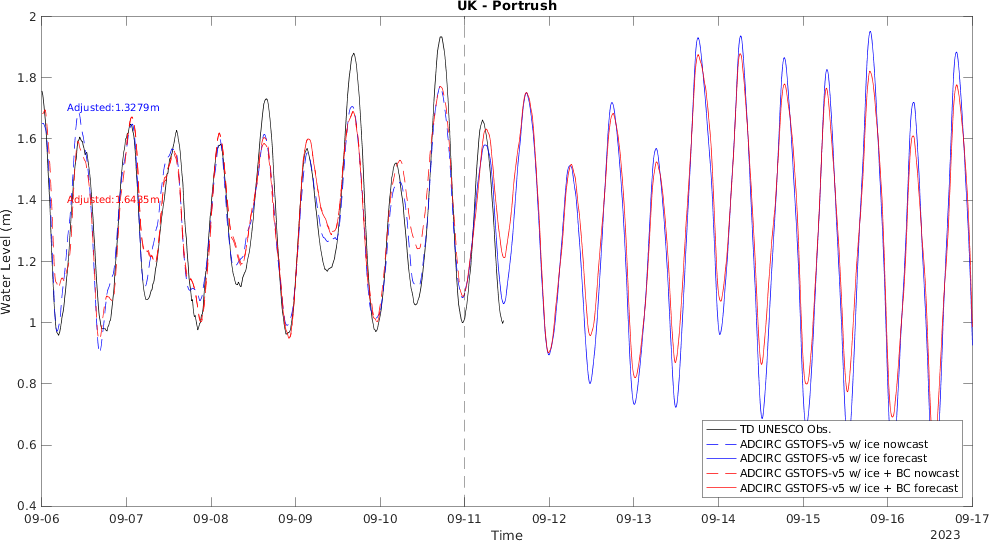 UK - Portrush
2
1.8
1.6
1.4
1.2
1
0.8
0.6
0.4
Water Level (m)
Adjusted:1.3279m
Adjusted:1.6435m
TD UNESCO Obs.
ADCIRC GSTOFS-v5 w/ ice nowcast
ADCIRC GSTOFS-v5 w/ ice forecast
ADCIRC GSTOFS-v5 w/ ice + BC nowcast
ADCIRC GSTOFS-v5 w/ ice + BC forecast
09-06 09-07 09-08 09-09 09-10 09-11 09-12 09-13 09-14 09-15 09-16 09-17
Time
2023